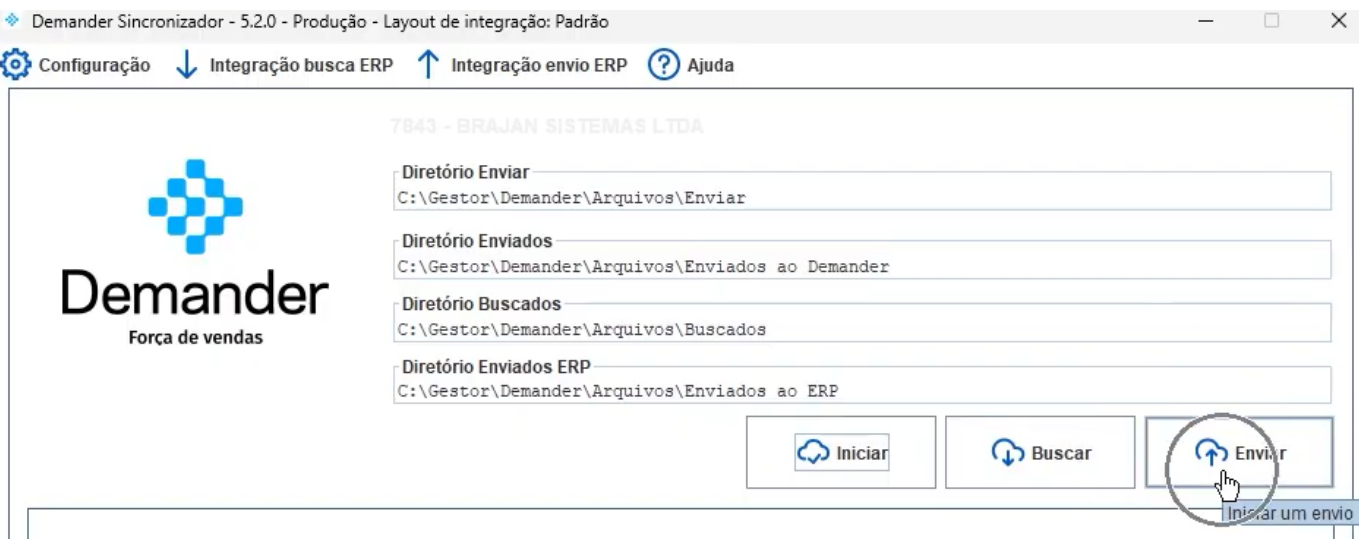 Demander Sincronizador - 5.2.0 - Produção - Layout de integração: Padrão
Configuração Integração busca ERP Integração envio ERP Ajuda
7843 - BRAJAN SISTEMAS LTDA
Demander
Força de vendas
Diretório Enviar
C:\Gestor\Demander\Arquivos\Enviar
Diretório Enviados
C:\Gestor\Demander\Arquivos\Enviados ao Demander
Diretório Buscados
C:\Gestor\Demander\Arquivos\Buscados
Diretório Enviados ERP
C:\Gestor\Demander\Arquivos\Enviados ao ERP
Iniciar Buscar Enviar
Iniciar um envio